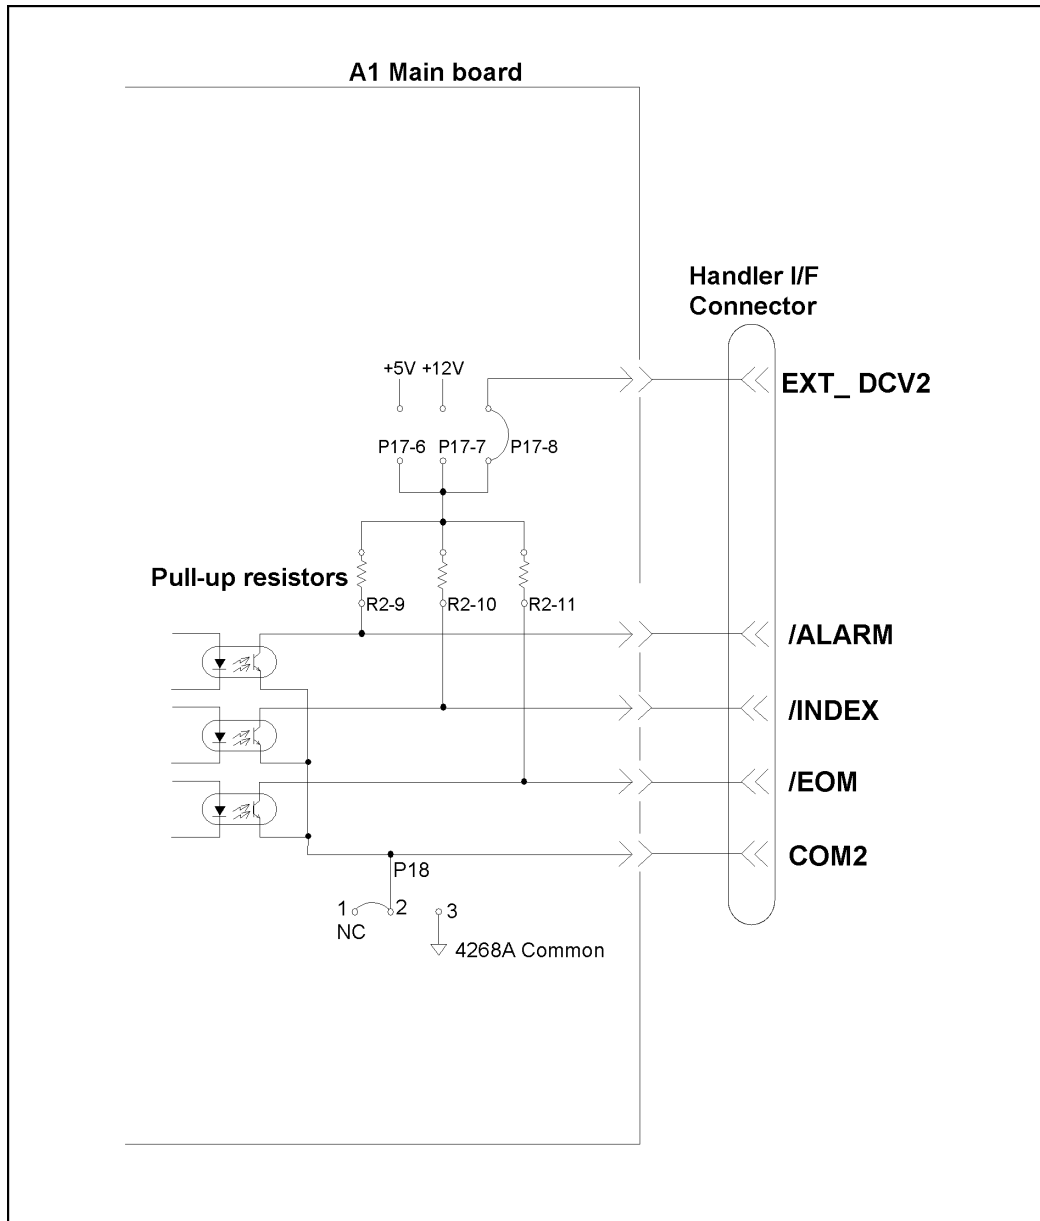 A1 Main board
Handler I/F
Connector
+5V +12V
EXT_ DCV2
P17-6 P17-7 P17-8
Pull-up resistors
R2-9 R2-10 R2-11
/ALARM
/INDEX
/EOM
COM2
P18
1 2 3
NC
4268A Common